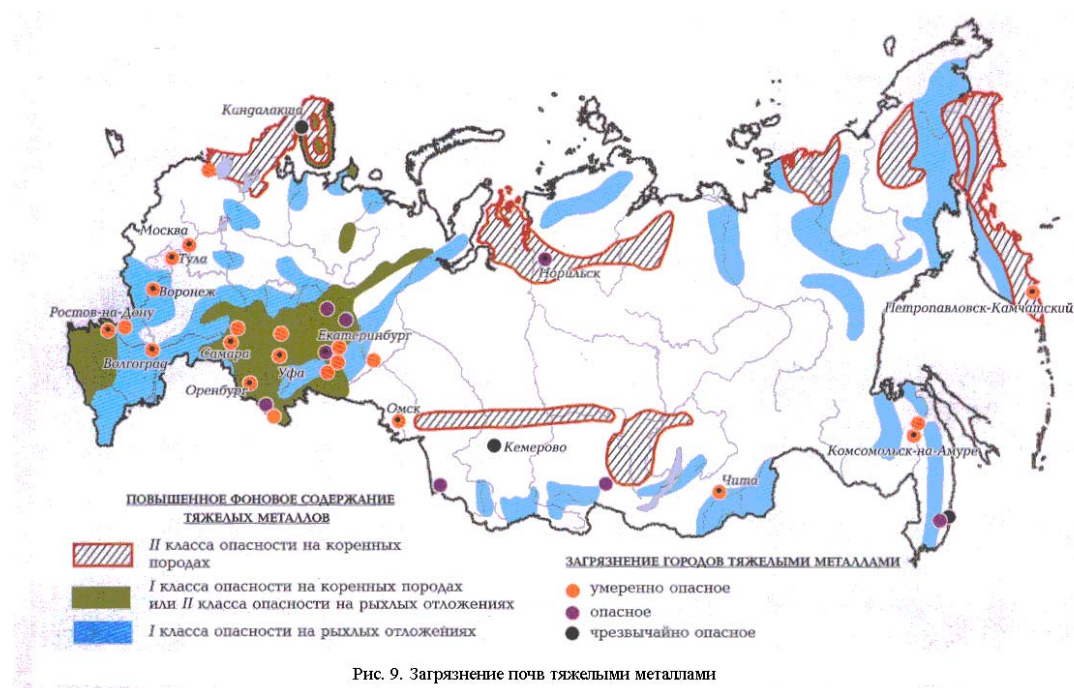 Киндалакша
Москва
Тула
Воронеж
Ростов-на-Дону
Волгоград
Самара
Уфа
Оренбург
Екатеринбург
Норильск
Омск
Кемерово
Чита
Петропавловск-Камчатский
Комсомольск-на-Амуре
ПОВЫШЕННОЕ ФОНОВОЕ СОДЕРЖАНИЕ
ТЯЖЕЛЫХ МЕТАЛЛОВ
II класса опасности на коренных
породах
I класса опасности на коренных породах
или II класса опасности на рыхлых отложениях
I класса опасности на рыхлых отложениях
ЗАГРЯЗНЕНИЕ ГОРОДОВ ТЯЖЕЛЫМИ МЕТАЛЛАМИ
умеренно опасное
опасное
чрезвычайно опасное
Рис. 9. Загрязнение почв тяжелыми металлами